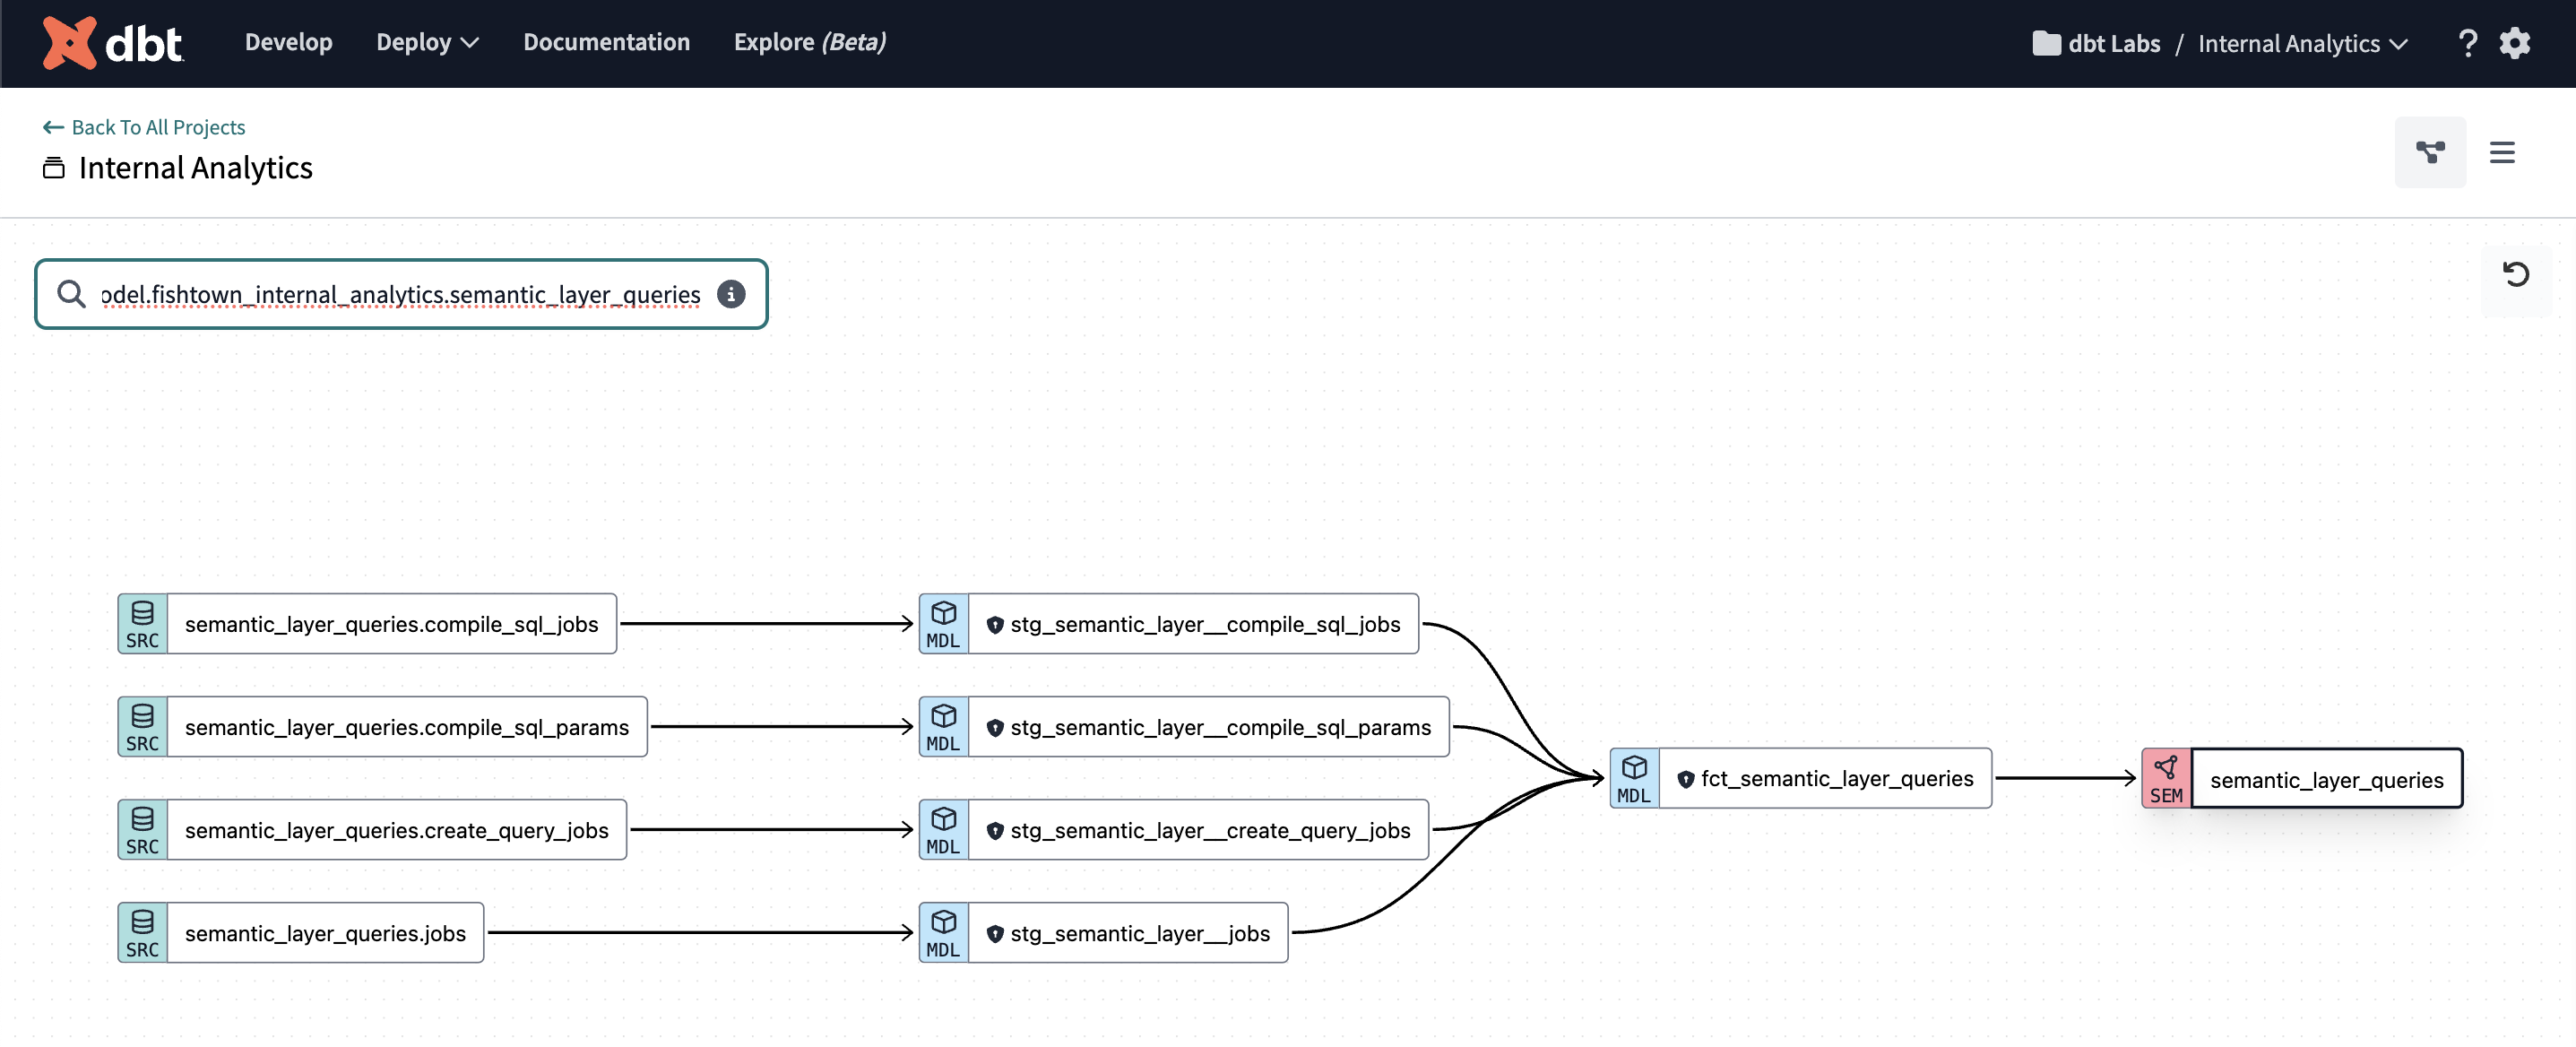 dbt Develop Deploy Documentation Explore (Beta) dbt Labs / Internal Analytics ?
Back To All Projects
Internal Analytics
odel.fishtown_internal_analytics.semantic_layer_queries i
SRC semantic_layer_queries.compile_sql_jobs
MDL stg_semantic_layer__compile_sql_jobs
SRC semantic_layer_queries.compile_sql_params
MDL stg_semantic_layer__compile_sql_params
SRC semantic_layer_queries.create_query_jobs
MDL stg_semantic_layer__create_query_jobs
SRC semantic_layer_queries.jobs
MDL stg_semantic_layer__jobs
MDL fct_semantic_layer_queries
SEM semantic_layer_queries